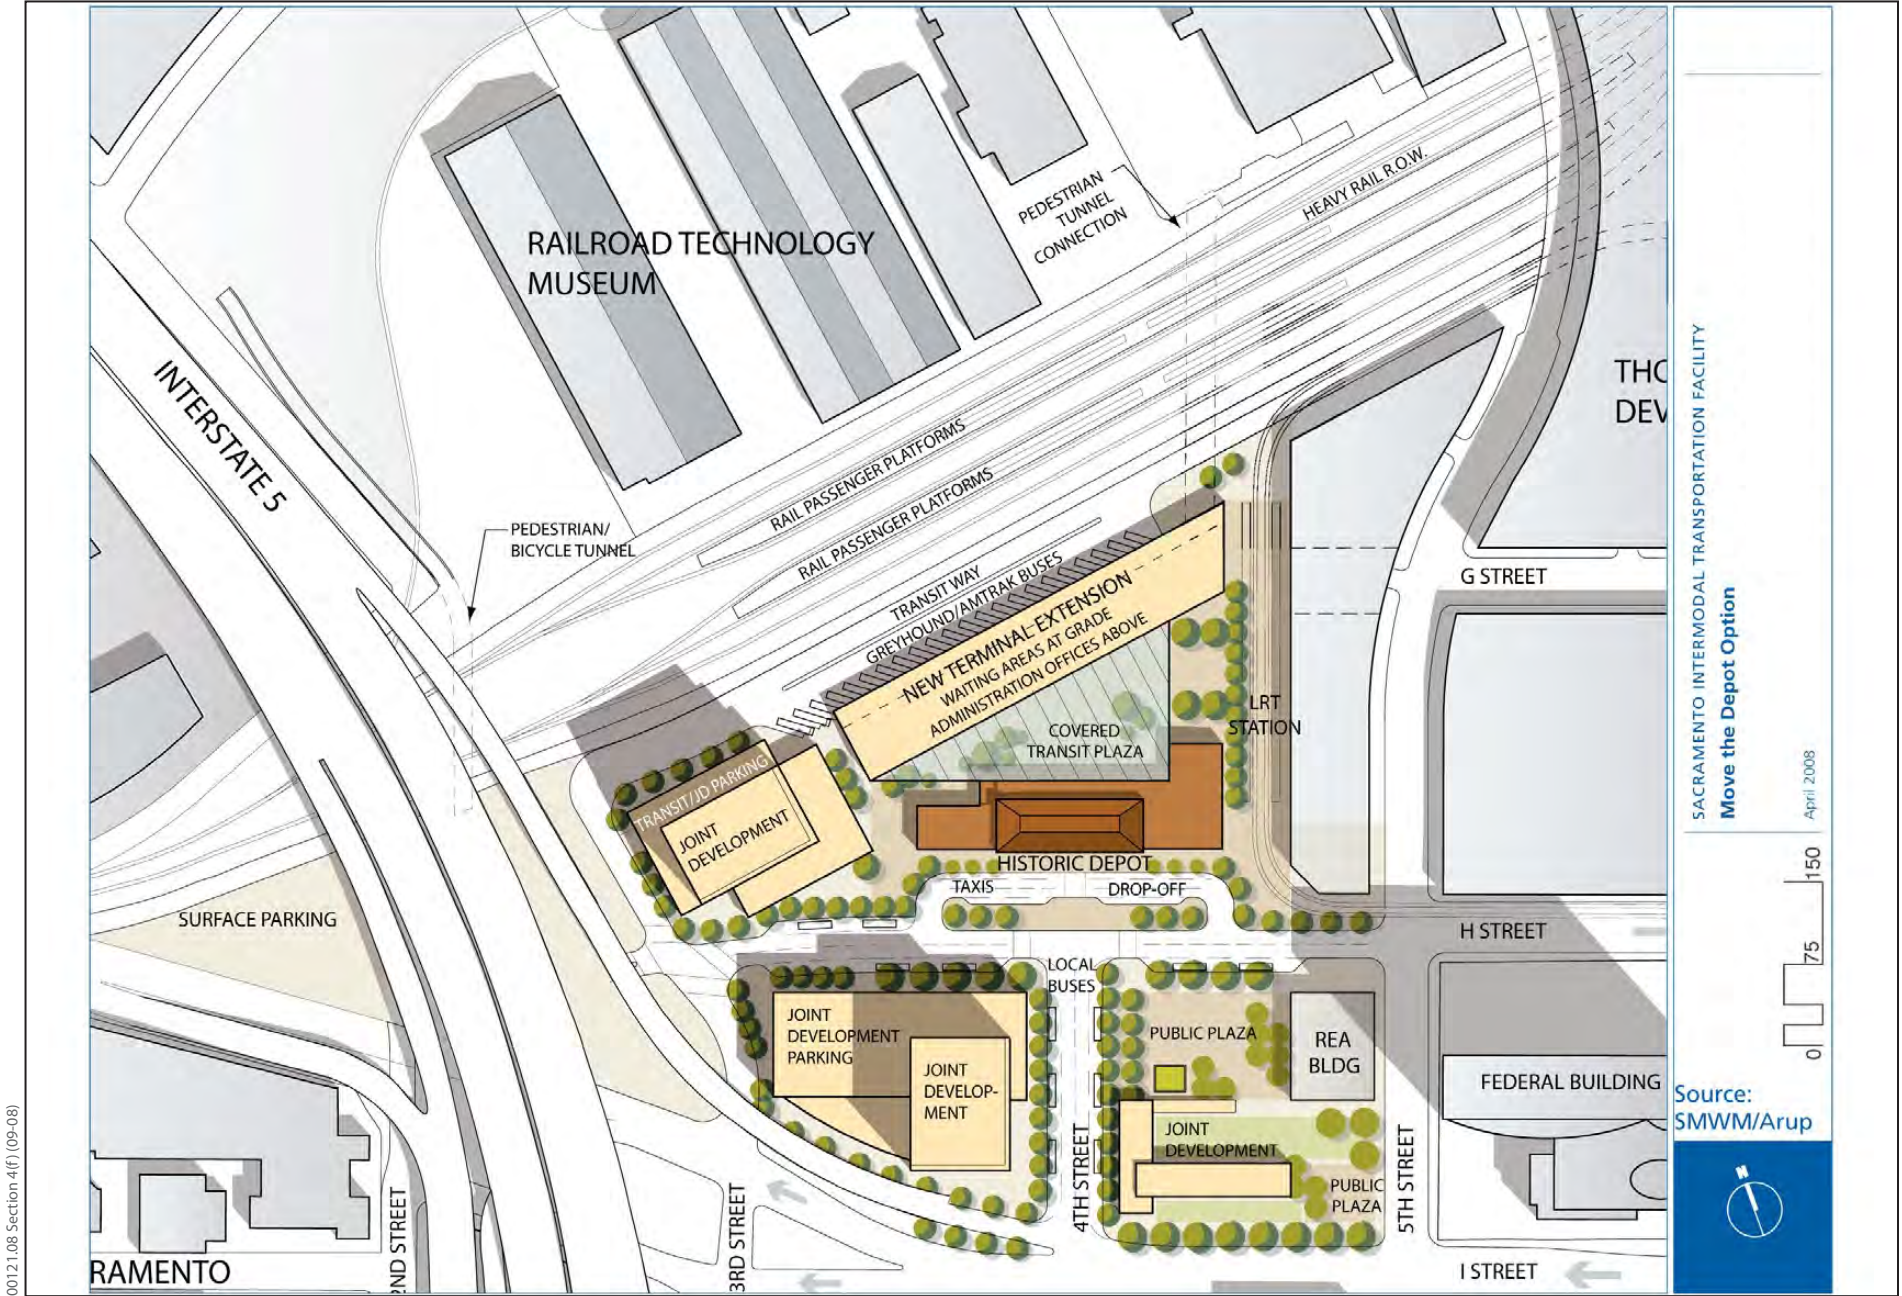 RAILROAD TECHNOLOGY
MUSEUM
PEDESTRIAN
TUNNEL
CONNECTION
HEAVY RAIL R.O.W.
INTERSTATE 5
THO
DEV
RAIL PASSENGER PLATFORMS
RAIL PASSENGER PLATFORMS
PEDESTRIAN/
BICYCLE TUNNEL
TRANSIT WAY
GREYHOUND/AMTRAK BUSES
NEW TERMINAL EXTENSION
WAITING AREAS AT GRADE
ADMINISTRATION OFFICES ABOVE
G STREET
LRT
STATION
COVERED
TRANSIT PLAZA
TRANSIT/JD PARKING
JOINT
DEVELOPMENT
HISTORIC DEPOT
TAXIS
DROP-OFF
SURFACE PARKING
H STREET
LOCAL
BUSES
JOINT
DEVELOPMENT
PARKING
JOINT
DEVELOP-
MENT
PUBLIC PLAZA
REA
BLDG
FEDERAL BUILDING
JOINT
DEVELOPMENT
PUBLIC
PLAZA
2ND STREET
3RD STREET
4TH STREET
5TH STREET
I STREET
RAMENTO
SACRAMENTO INTERMODAL TRANSPORTATION FACILITY
Move the Depot Option
April 2008
0 75 150
Source:
SMWM/Arup
N
00121.08 Section 4(f) (09-08)